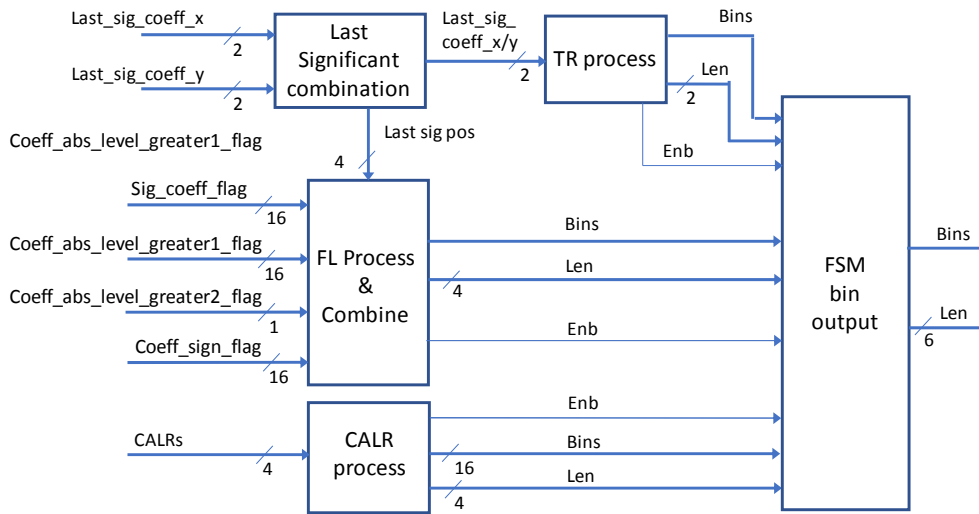 Last_sig_coeff_x
2
Last_sig_coeff_y
2
Last
Significant
combination
Last_sig_
coeff_x/y
2
TR process
Bins
Len
2
Enb
Last sig pos
4
Coeff_abs_level_greater1_flag
Sig_coeff_flag
16
Coeff_abs_level_greater1_flag
16
Coeff_abs_level_greater2_flag
1
Coeff_sign_flag
16
FL Process
&
Combine
Bins
Len
4
Enb
FSM
bin
output
Bins
Len
6
CALRs
4
CALR
process
Enb
Bins
16
Len
4